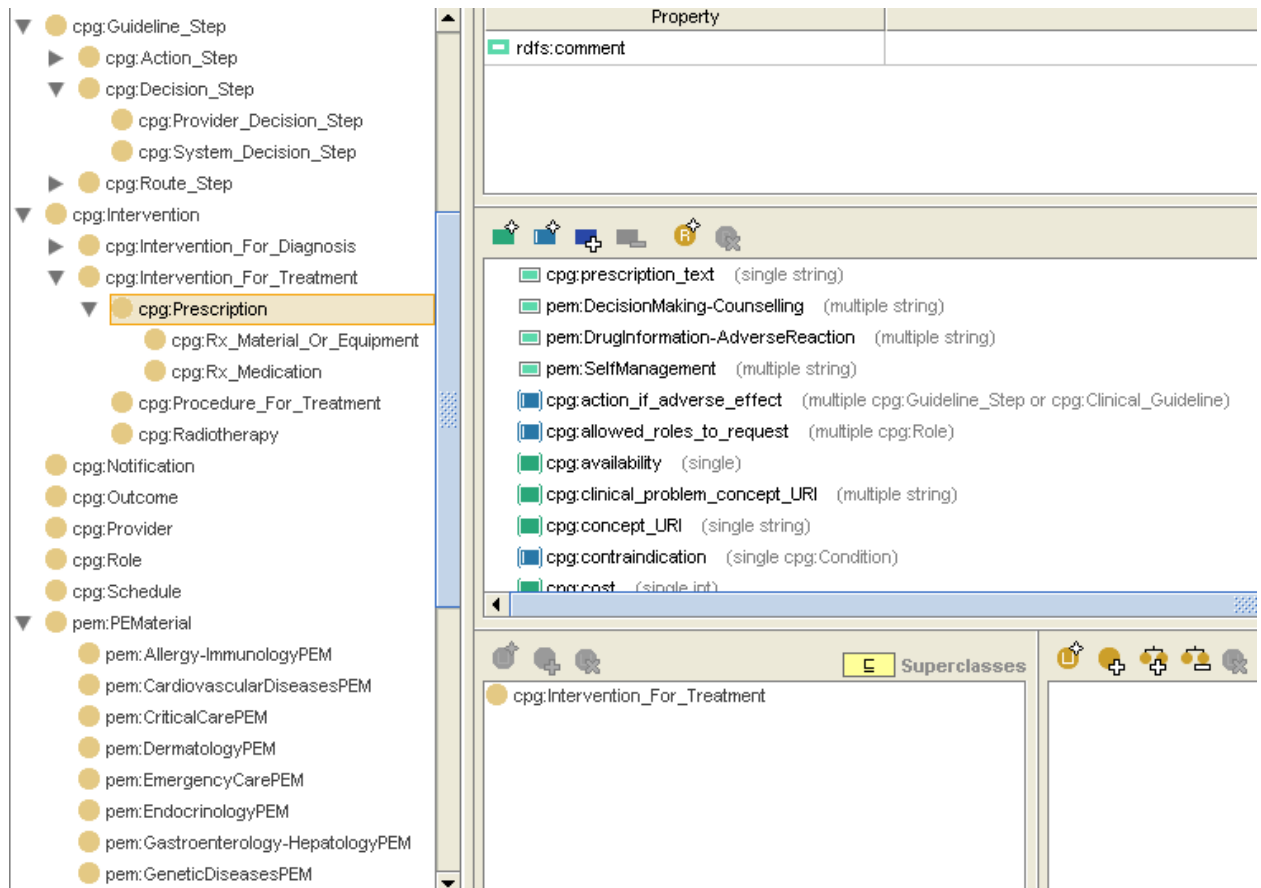 cpg:Guideline_Step
cpg:Action_Step
cpg:Decision_Step
cpg:Provider_Decision_Step
cpg:System_Decision_Step
cpg:Route_Step
cpg:Intervention
cpg:Intervention_For_Diagnosis
cpg:Intervention_For_Treatment
cpg:Prescription
cpg:Rx_Material_Or_Equipment
cpg:Rx_Medication
cpg:Procedure_For_Treatment
cpg:Radiotherapy
cpg:Notification
cpg:Outcome
cpg:Provider
cpg:Role
cpg:Schedule
pem:PEMaterial
pem:Allergy-ImmunologyPEM
pem:CardiovascularDiseasesPEM
pem:CriticalCarePEM
pem:DermatologyPEM
pem:EmergencyCarePEM
pem:EndocrinologyPEM
pem:Gastroenterology-HepatologyPEM
pem:GeneticDiseasesPEM
Property
rdfs:comment
R
cpg:prescription_text (single string)
pem:DecisionMaking-Counselling (multiple string)
pem:DrugInformation-AdverseReaction (multiple string)
pem:SelfManagement (multiple string)
cpg:action_if_adverse_effect (multiple cpg:Guideline_Step or cpg:Clinical_Guideline)
cpg:allowed_roles_to_request (multiple cpg:Role)
cpg:availability (single)
cpg:clinical_problem_concept_URI (multiple string)
cpg:concept_URI (single string)
cpg:contraindication (single cpg:Condition)
cpg:cost (single int)
⊑ Superclasses
cpg:Intervention_For_Treatment